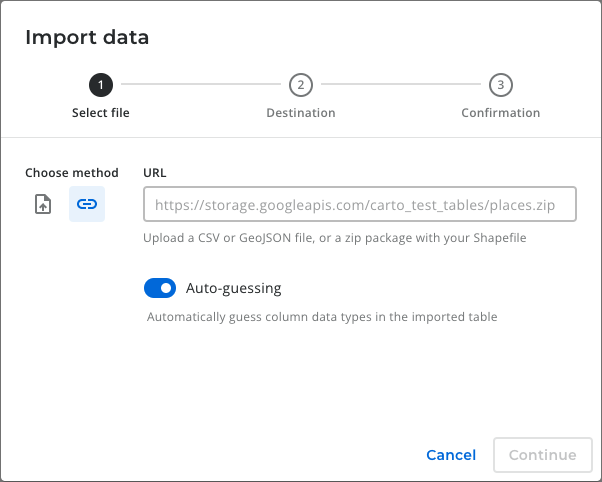 Import data
1 2 3
Select file Destination Confirmation
Choose method URL
https://storage.googleapis.com/carto_test_tables/places.zip
Upload a CSV or GeoJSON file, or a zip package with your Shapefile
Auto-guessing
Automatically guess column data types in the imported table
Cancel Continue